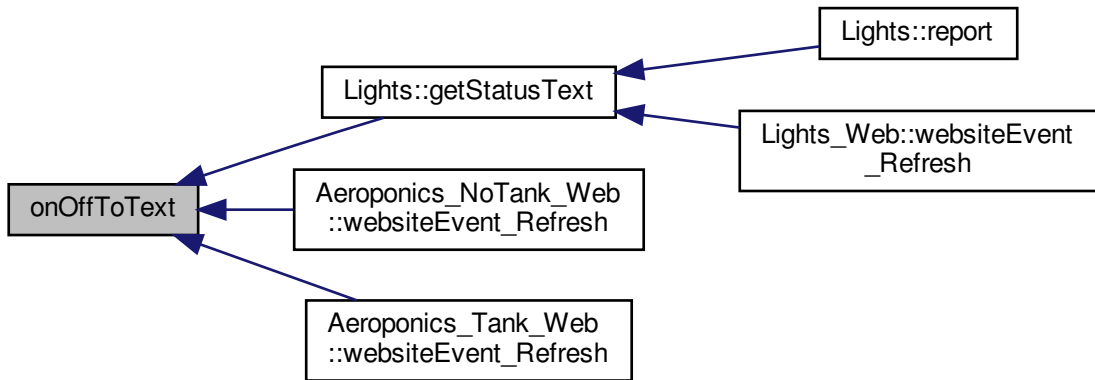 Lights::report
Lights::getStatusText
Lights_Web::websiteEvent
_Refresh
onOffToText
Aeroponics_NoTank_Web
::websiteEvent_Refresh
Aeroponics_Tank_Web
::websiteEvent_Refresh